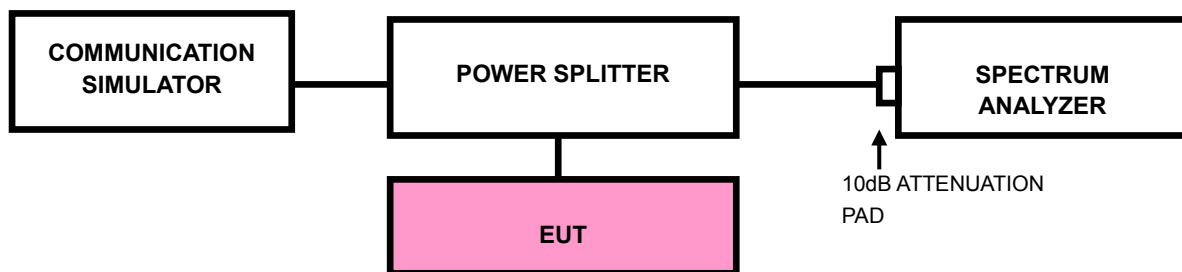 COMMUNICATION
SIMULATOR
POWER SPLITTER
SPECTRUM
ANALYZER
10dB ATTENUATION
PAD
EUT